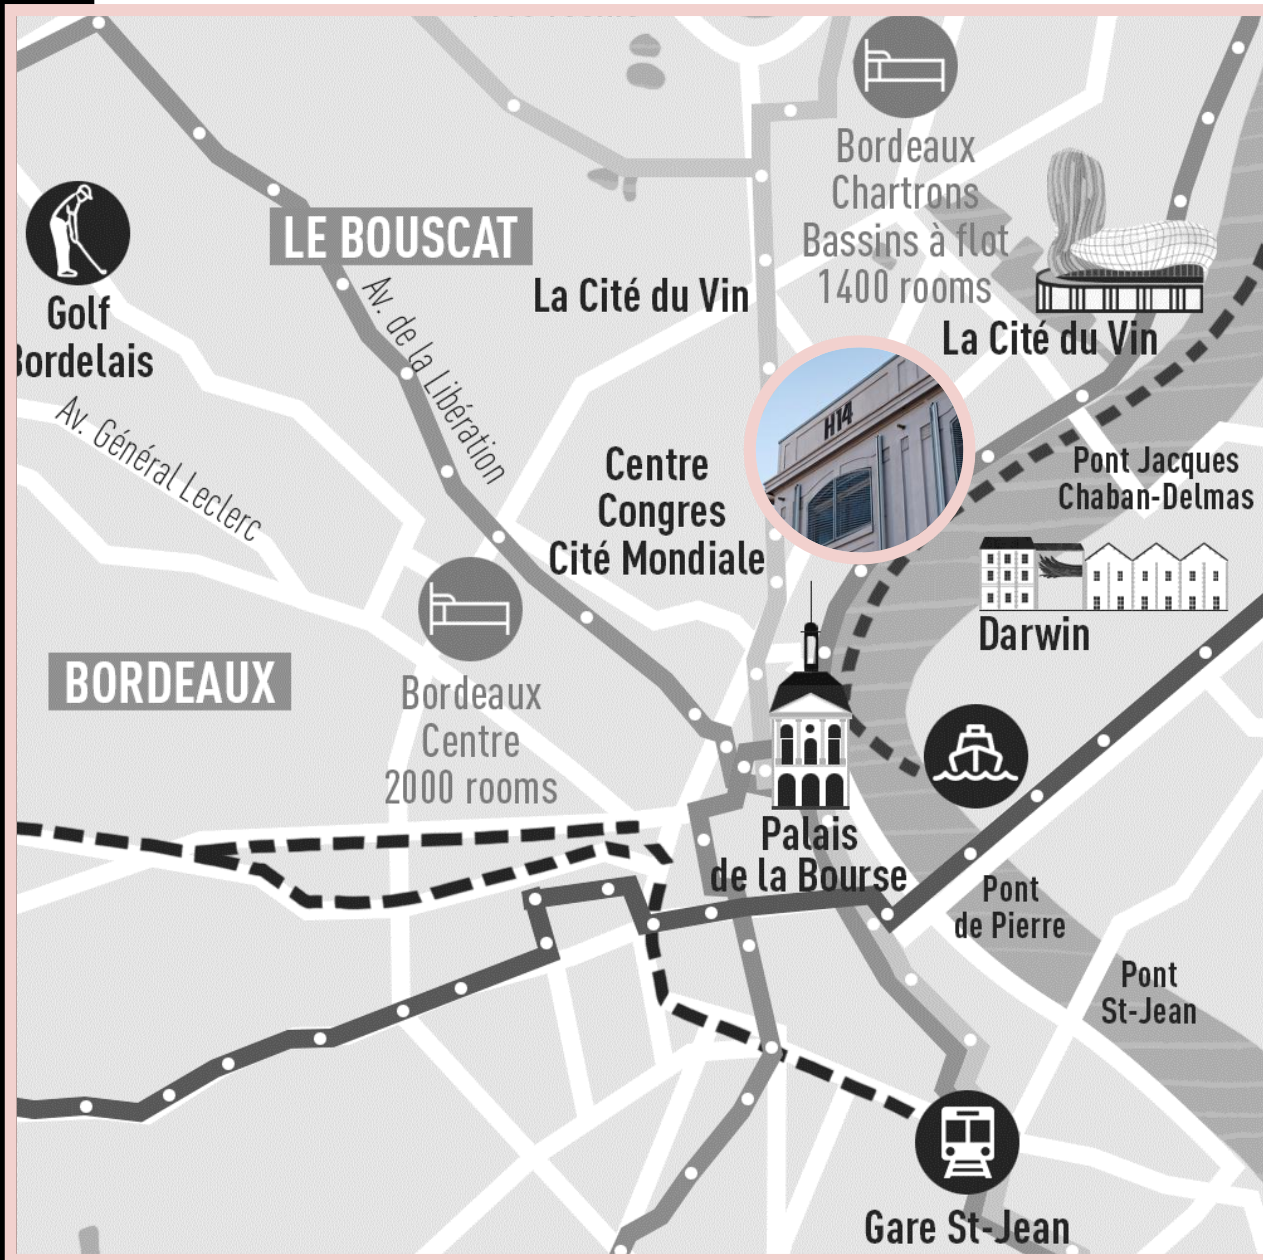 Bordeaux
Chartrons
Bassins à flot
1400 rooms
LE BOUSCAT
Golf
Bordelais
La Cité du Vin
La Cité du Vin
Av. de la Libération
Av. Général Leclerc
H14
Centre
Congres
Cité Mondiale
Pont Jacques
Chaban-Delmas
Darwin
BORDEAUX
Bordeaux
Centre
2000 rooms
Palais
de la Bourse
Pont
de Pierre
Pont
St-Jean
Gare St-Jean